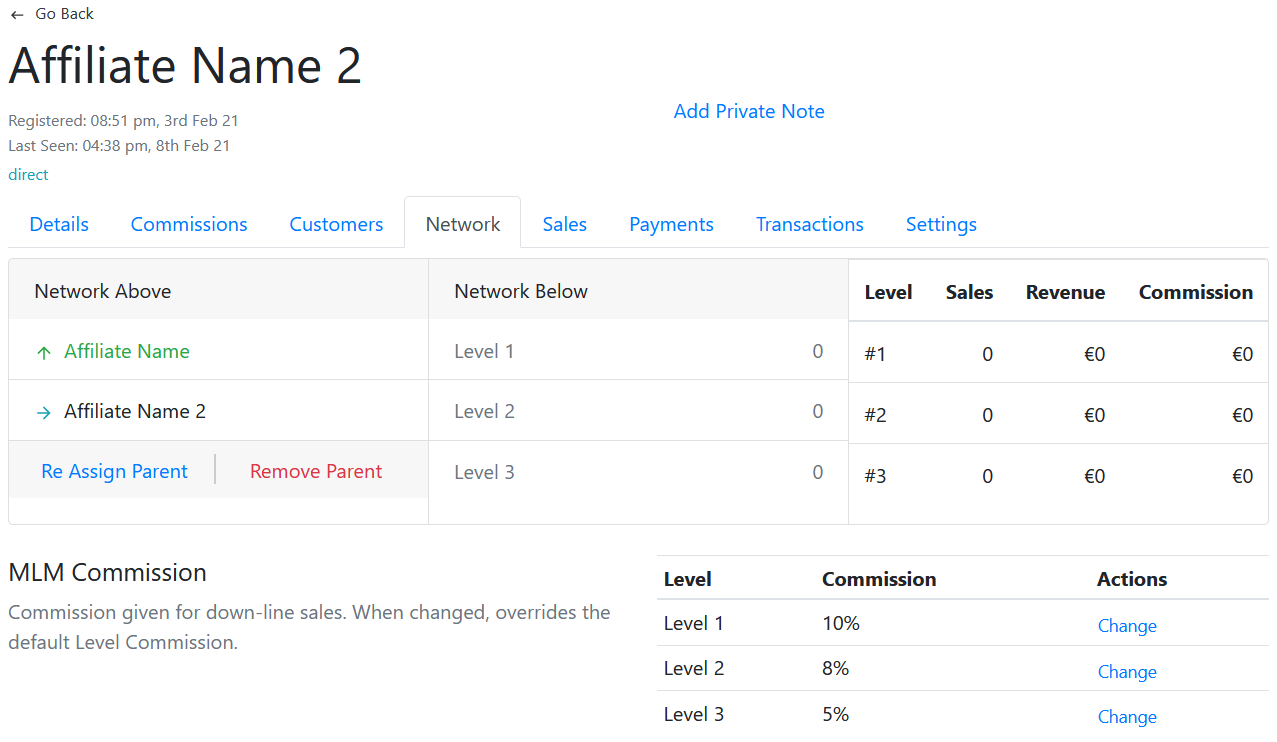 ← Go Back
Affiliate Name 2
Registered: 08:51 pm, 3rd Feb 21
Last Seen: 04:38 pm, 8th Feb 21
direct
Add Private Note
Details Commissions Customers Network Sales Payments Transactions Settings
Network Above
↑ Affiliate Name
→ Affiliate Name 2
Re Assign Parent Remove Parent
Network Below
Level 1 0
Level 2 0
Level 3 0
Level Sales Revenue Commission
#1 0 €0 €0
#2 0 €0 €0
#3 0 €0 €0
MLM Commission
Commission given for down-line sales. When changed, overrides the
default Level Commission.
Level Commission Actions
Level 1 10% Change
Level 2 8% Change
Level 3 5% Change